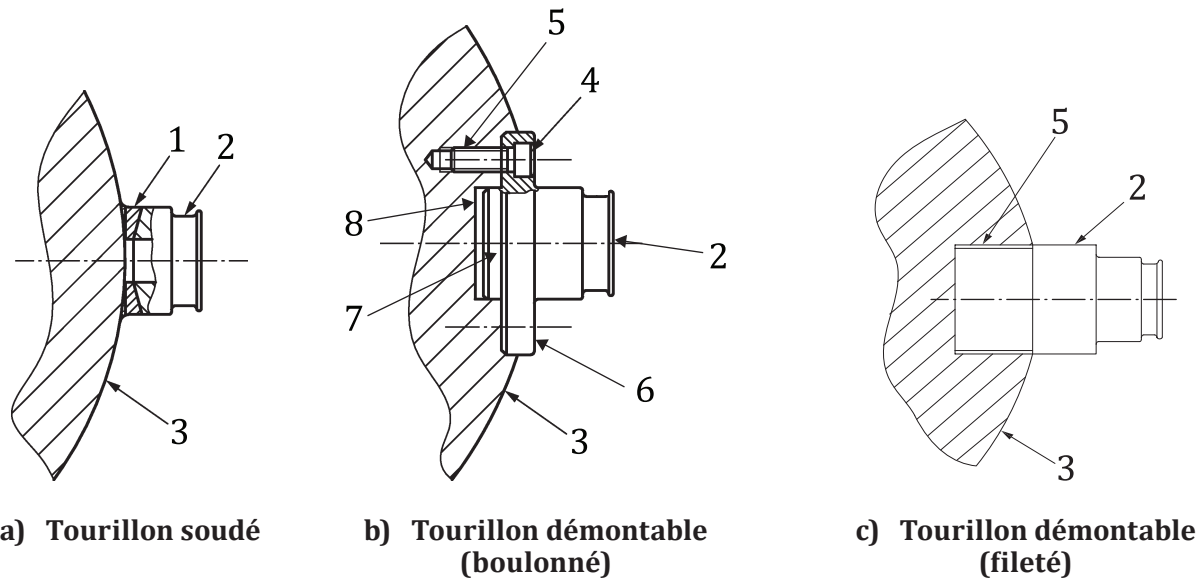 1
2
3
5
4
8
7
2
6
3
5
2
3
a) Tourillon soudé
b) Tourillon démontable
(boulonné)
c) Tourillon démontable
(fileté)